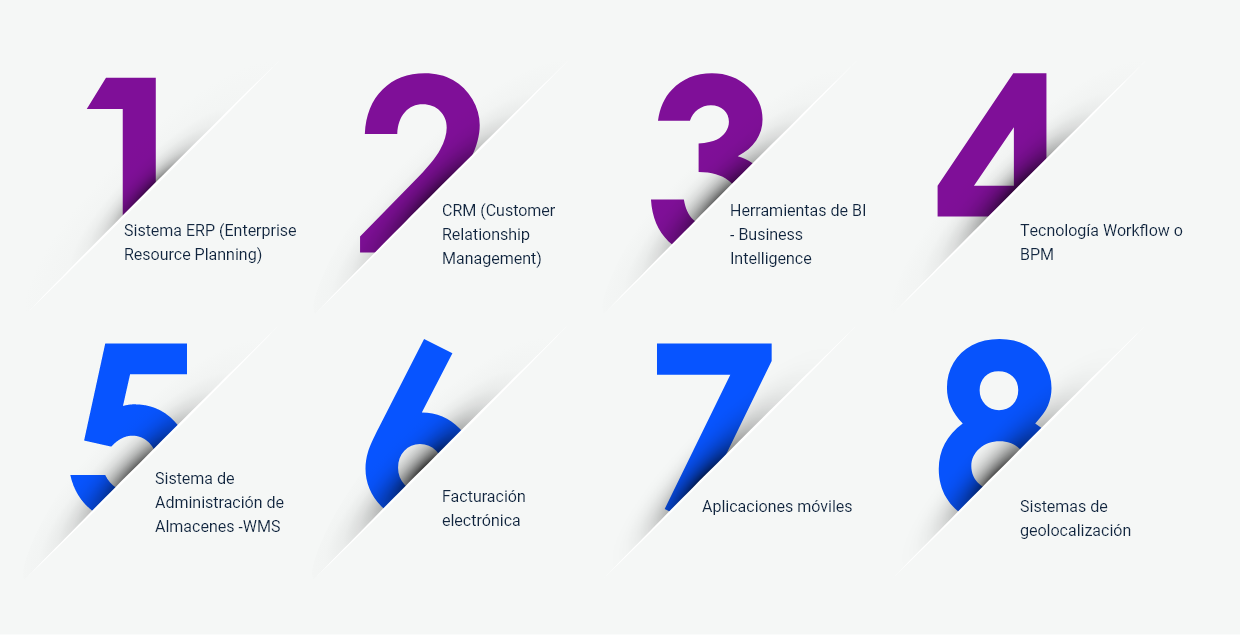 1
Sistema ERP (Enterprise
Resource Planning)
2
CRM (Customer
Relationship
Management)
3
Herramientas de BI
- Business
Intelligence
4
Tecnología Workflow o
BPM
5
Sistema de
Administración de
Almacenes -WMS
6
Facturación
electrónica
7
Aplicaciones móviles
8
Sistemas de
geolocalización